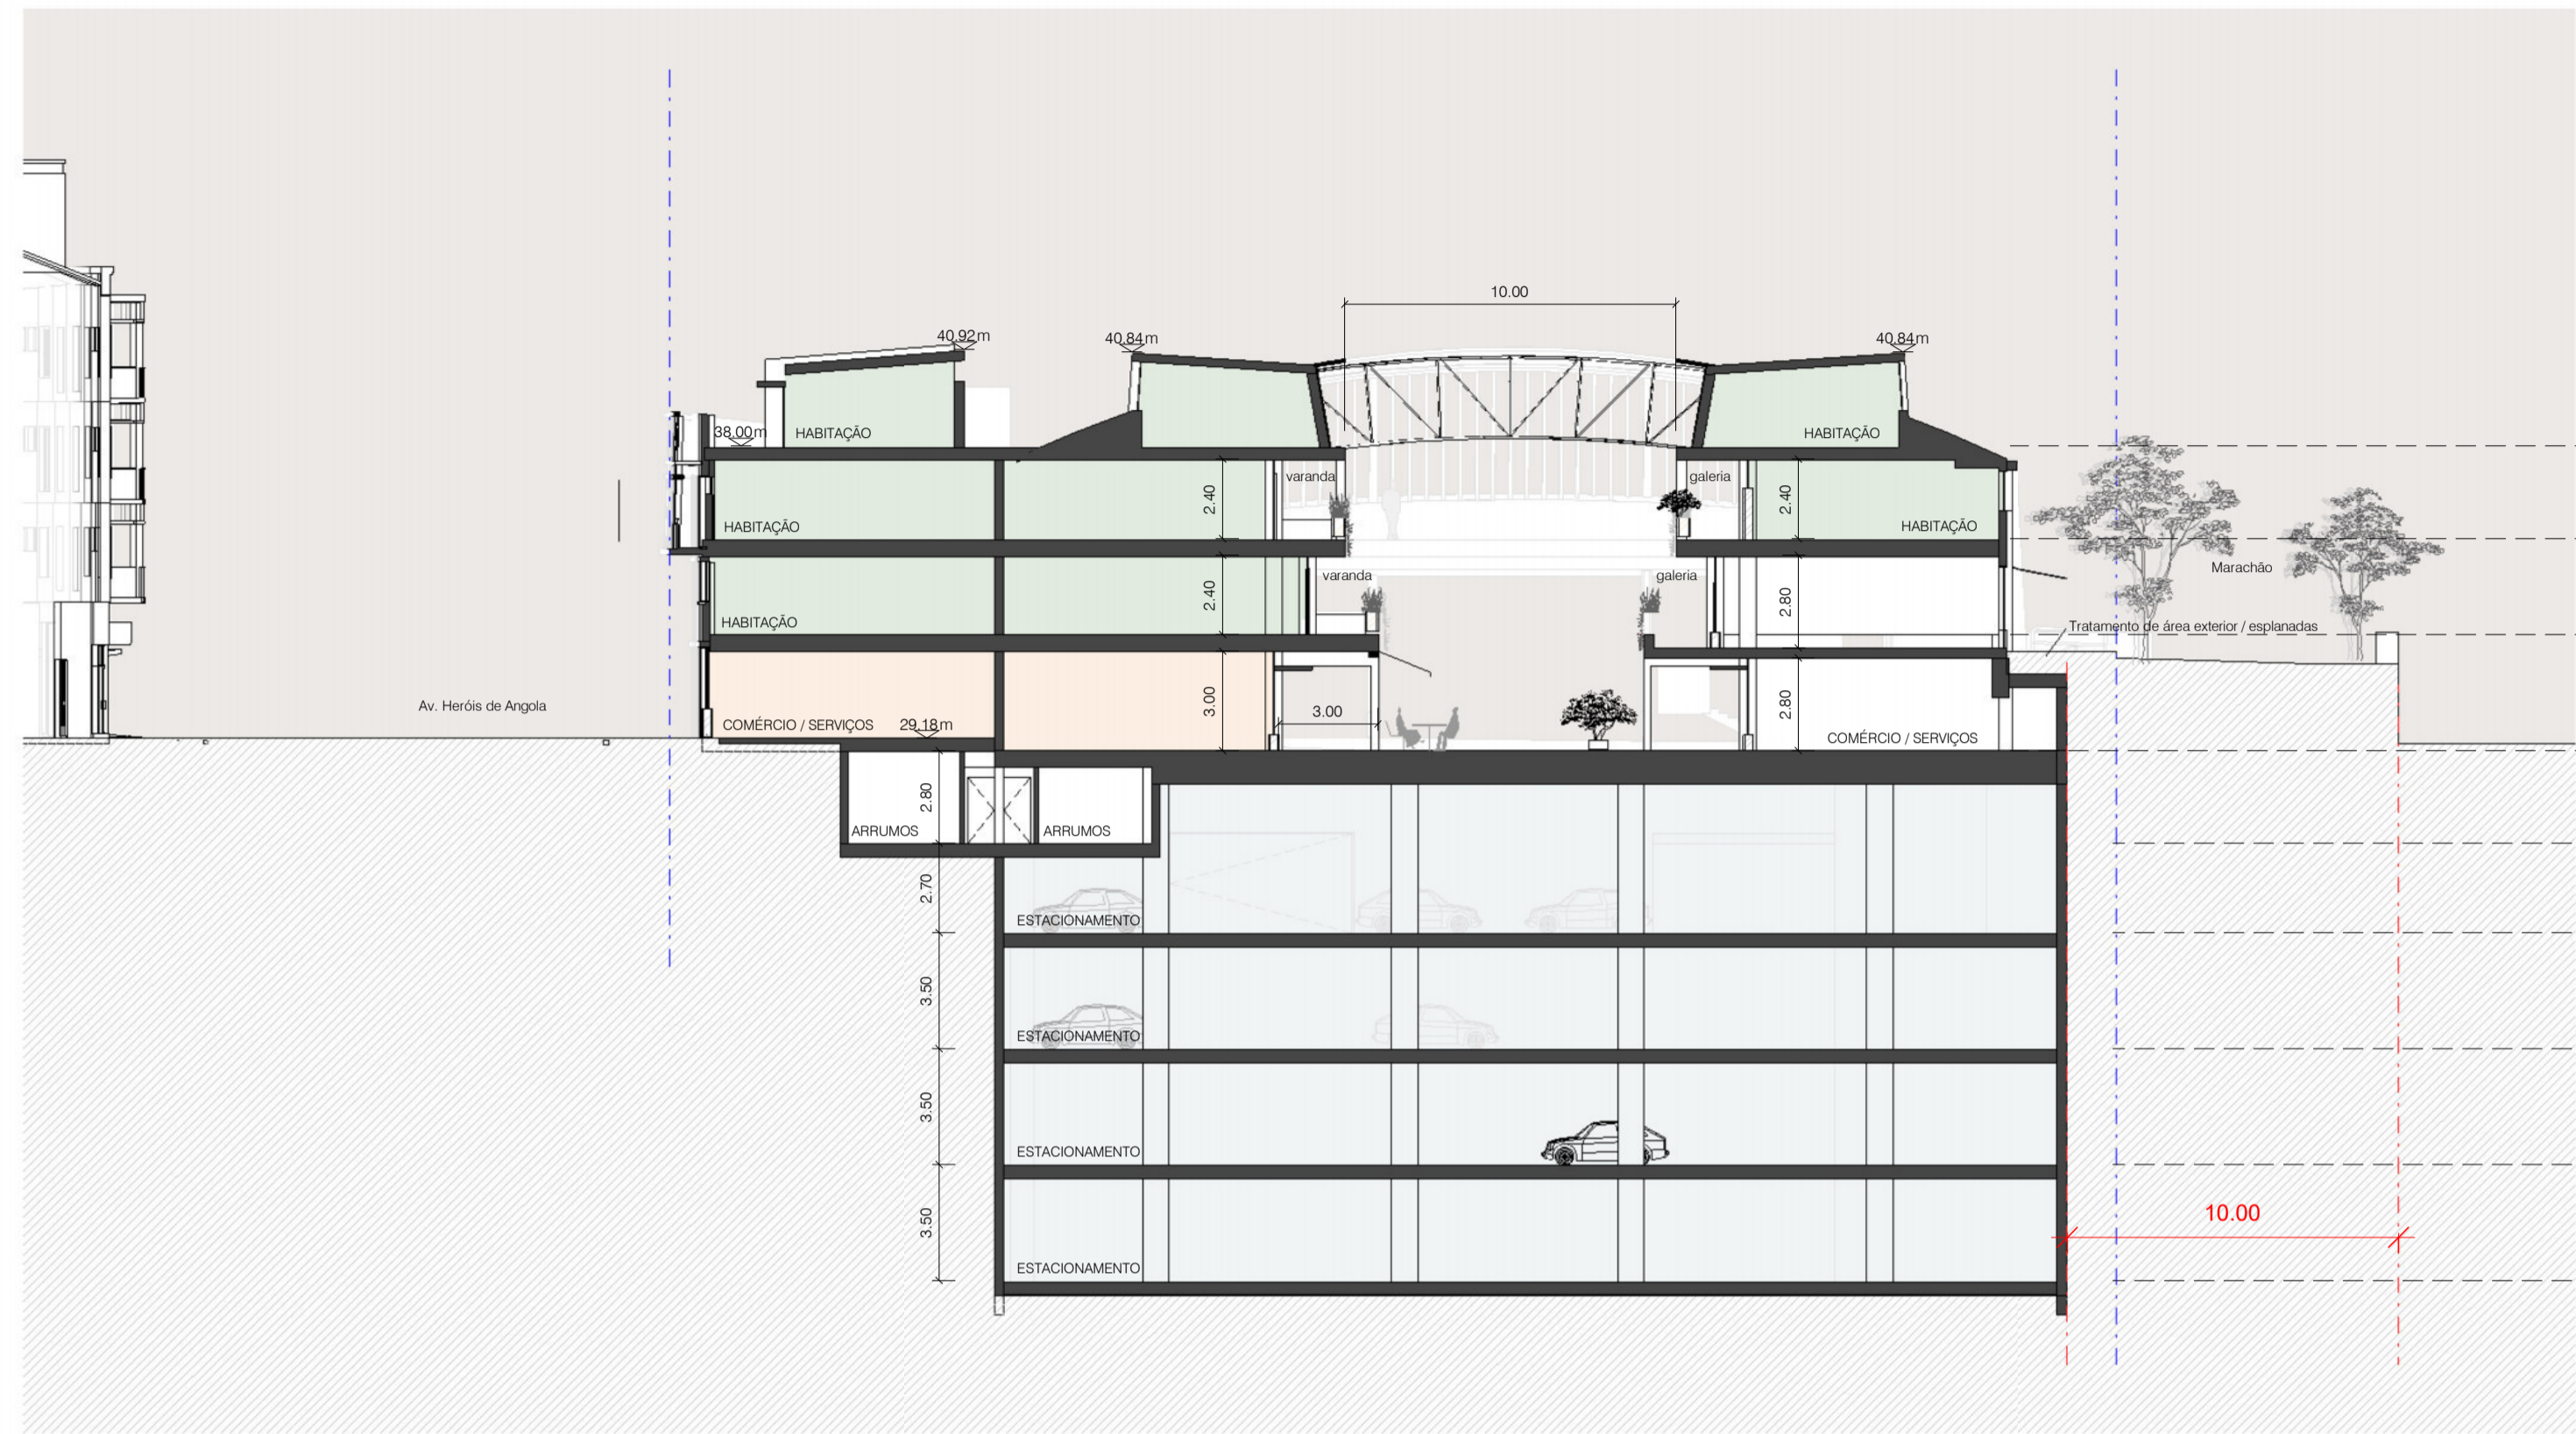 10.00
40.92m
40.84m
40.84m
38.00m
HABITAÇÃO
HABITAÇÃO
varanda
galeria
2.40
2.40
HABITAÇÃO
HABITAÇÃO
varanda
galeria
Marachão
2.40
2.80
HABITAÇÃO
Tratamento de área exterior / esplanadas
Av. Heróis de Angola
3.00
3.00
2.80
COMÉRCIO / SERVIÇOS
29.18m
COMÉRCIO / SERVIÇOS
2.80
ARRUMOS
ARRUMOS
2.70
ESTACIONAMENTO
3.50
ESTACIONAMENTO
3.50
ESTACIONAMENTO
3.50
10.00
ESTACIONAMENTO